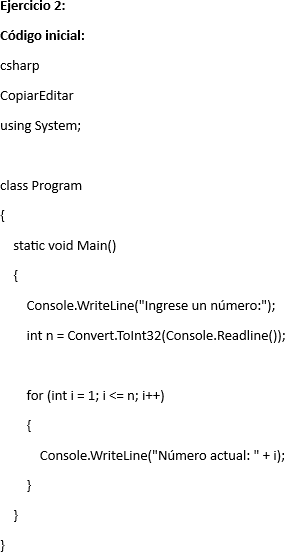 Ejercicio 2:
Código inicial:
csharp
CopiarEditar
using System;
class Program
{
static void Main()
{
Console.WriteLine("Ingrese un número:");
int n = Convert.ToInt32(Console.Readline());
for (int i = 1; i <= n; i++)
{
Console.WriteLine("Número actual: " + i);
}
}
}